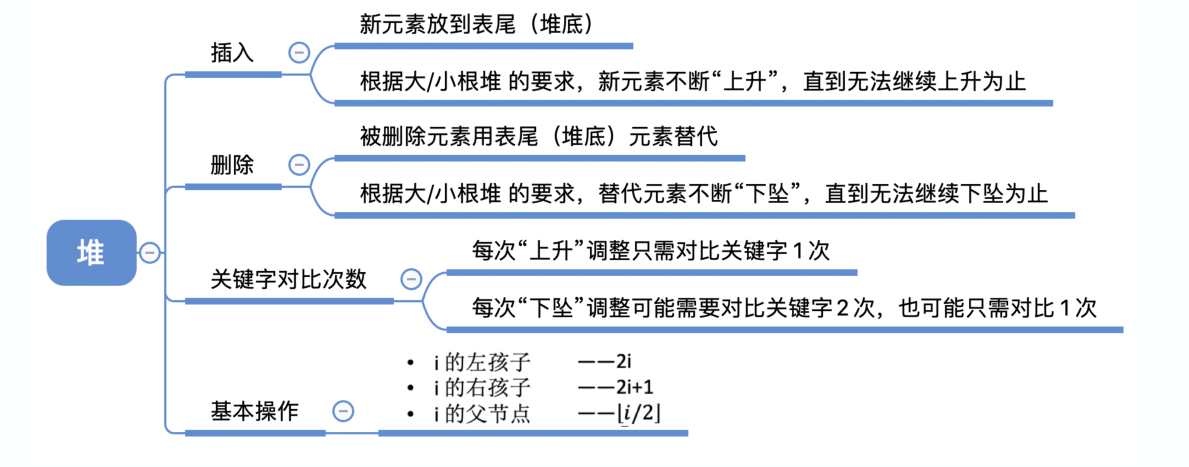 堆
插入
新元素放到表尾（堆底）
根据大/小根堆 的要求，新元素不断“上升”，直到无法继续上升为止
删除
被删除元素用表尾（堆底）元素替代
根据大/小根堆 的要求，替代元素不断“下坠”，直到无法继续下坠为止
关键字对比次数
每次“上升”调整只需对比关键字1次
每次“下坠”调整可能需要对比关键字2次，也可能只需对比1次
基本操作
• i 的左孩子 ——2i
• i 的右孩子 ——2i+1
• i 的父节点 ——⌊i/2⌋